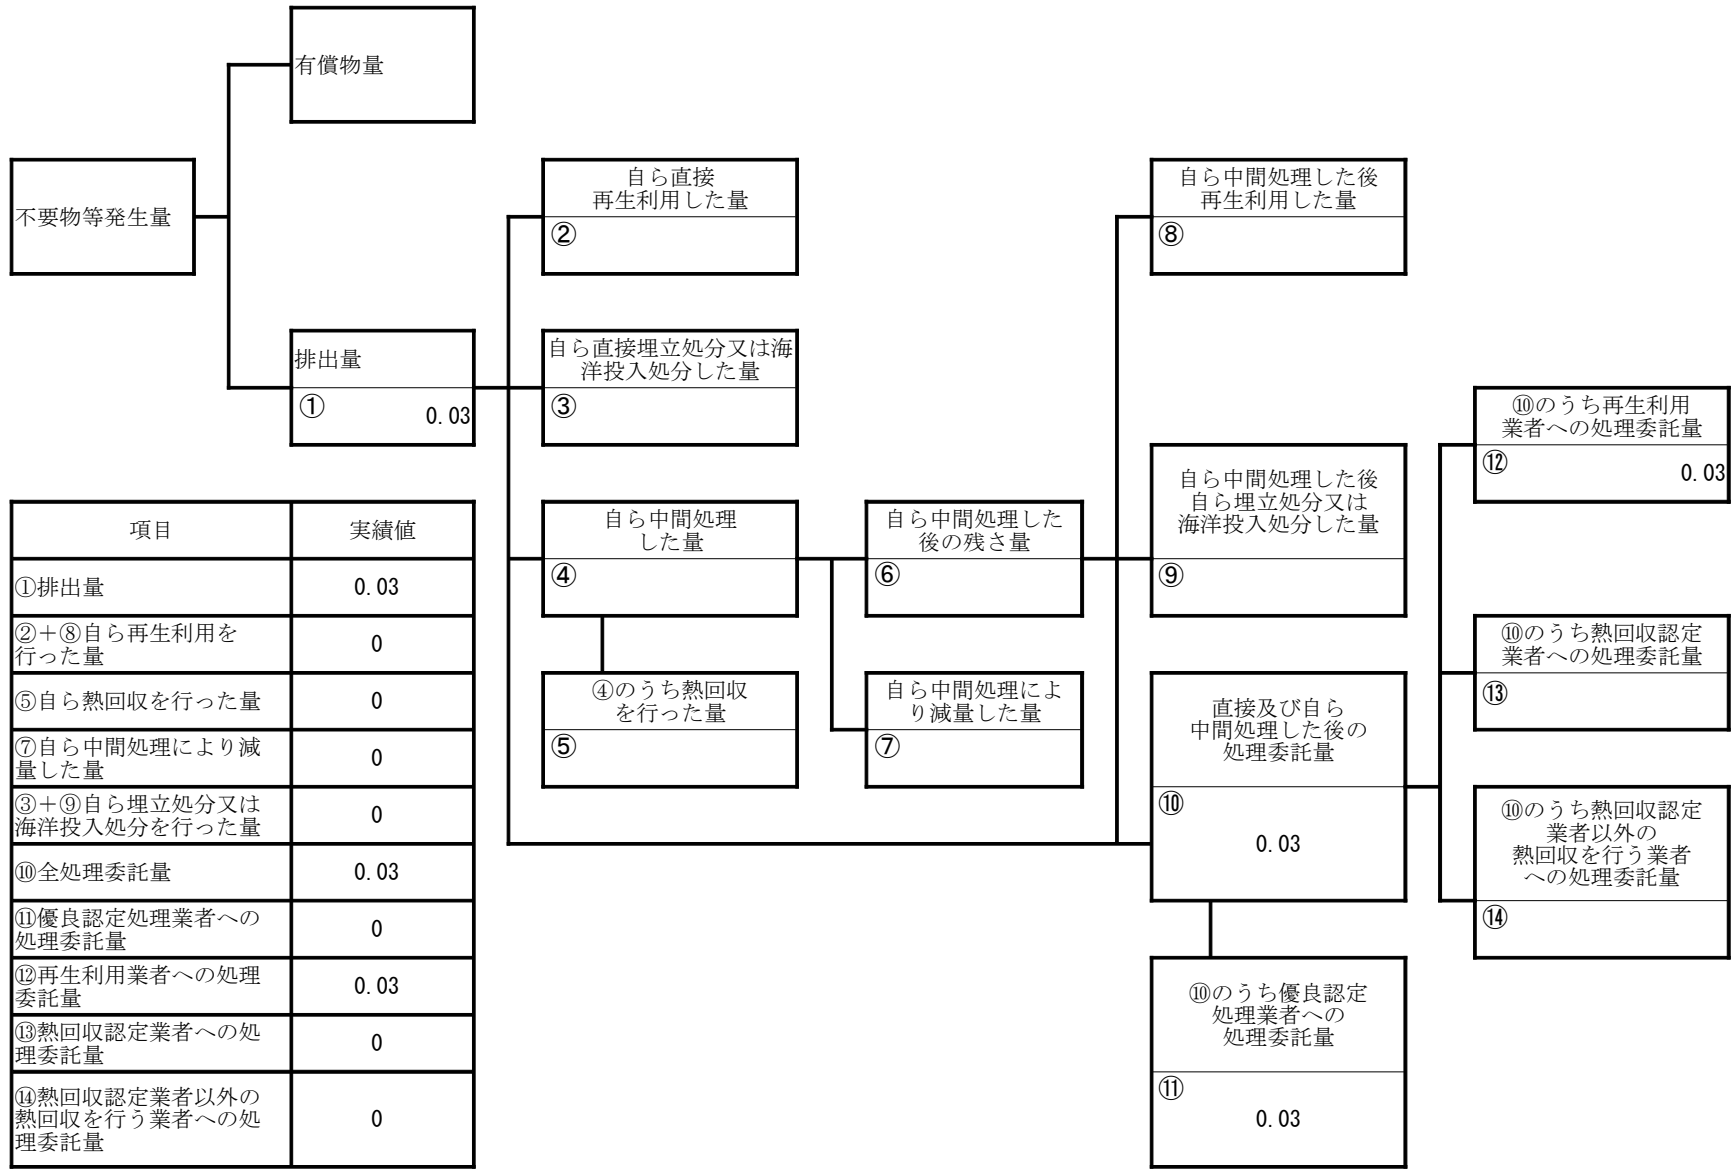 有償物量
不要物等発生量
自ら直接
再生利用した量
②
自ら中間処理した後
再生利用した量
⑧
排出量
① 0.03
自ら直接埋立処分又は海
洋投入処分した量
③
⑩のうち再生利用
業者への処理委託量
⑫ 0.03
自ら中間処理
した量
④
自ら中間処理した
後の残さ量
⑥
自ら中間処理した後
自ら埋立処分又は
海洋投入処分した量
⑨
④のうち熱回収
を行った量
⑤
自ら中間処理によ
り減量した量
⑦
直接及び自ら
中間処理した後の
処理委託量
⑩
0.03
⑩のうち熱回収認定
業者への処理委託量
⑬
⑩のうち熱回収認定
業者以外の
熱回収を行う業者
への処理委託量
⑭
⑩のうち優良認定
処理業者への
処理委託量
⑪
0.03
項目 実績値
①排出量 0.03
②＋⑧自ら再生利用を
行った量 0
⑤自ら熱回収を行った量 0
⑦自ら中間処理により減
量した量 0
③＋⑨自ら埋立処分又は
海洋投入処分を行った量 0
⑩全処理委託量 0.03
⑪優良認定処理業者への
処理委託量 0
⑫再生利用業者への処理
委託量 0.03
⑬熱回収認定業者への処
理委託量 0
⑭熱回収認定業者以外の
熱回収を行う業者への処
理委託量 0